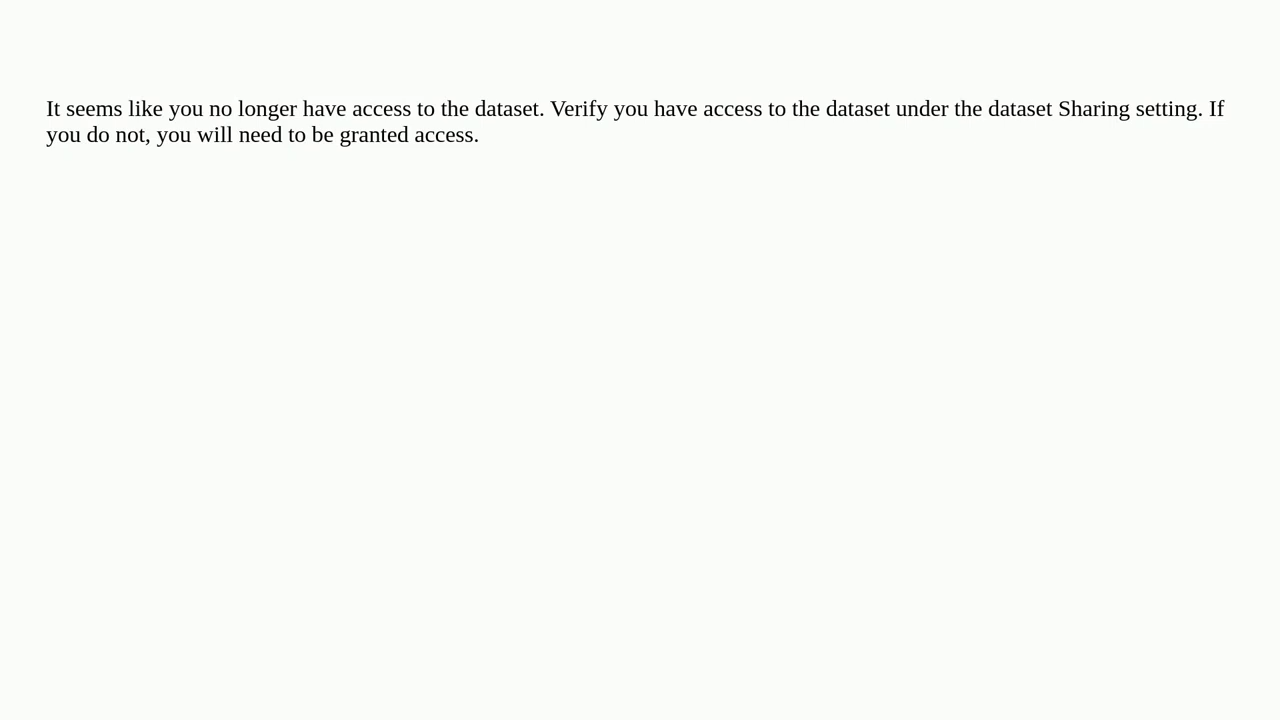 It seems like you no longer have access to the dataset. Verify you have access to the dataset under the dataset Sharing setting. If
you do not, you will need to be granted access.